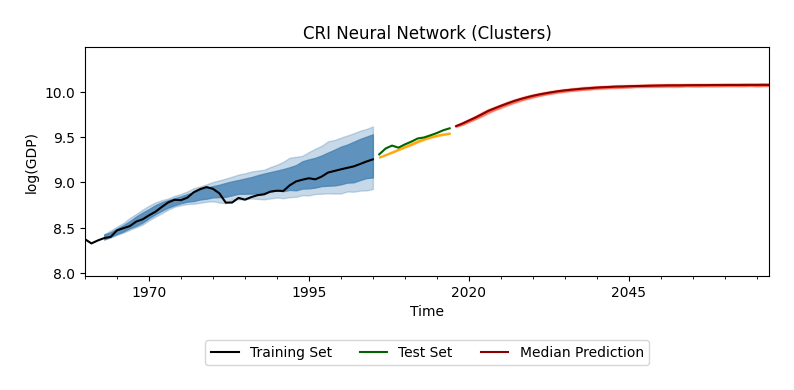 CRI Neural Network (Clusters)
log(GDP)
10.0
9.5
9.0
8.5
8.0
1970 1995 2020 2045
Time
Training Set Test Set Median Prediction